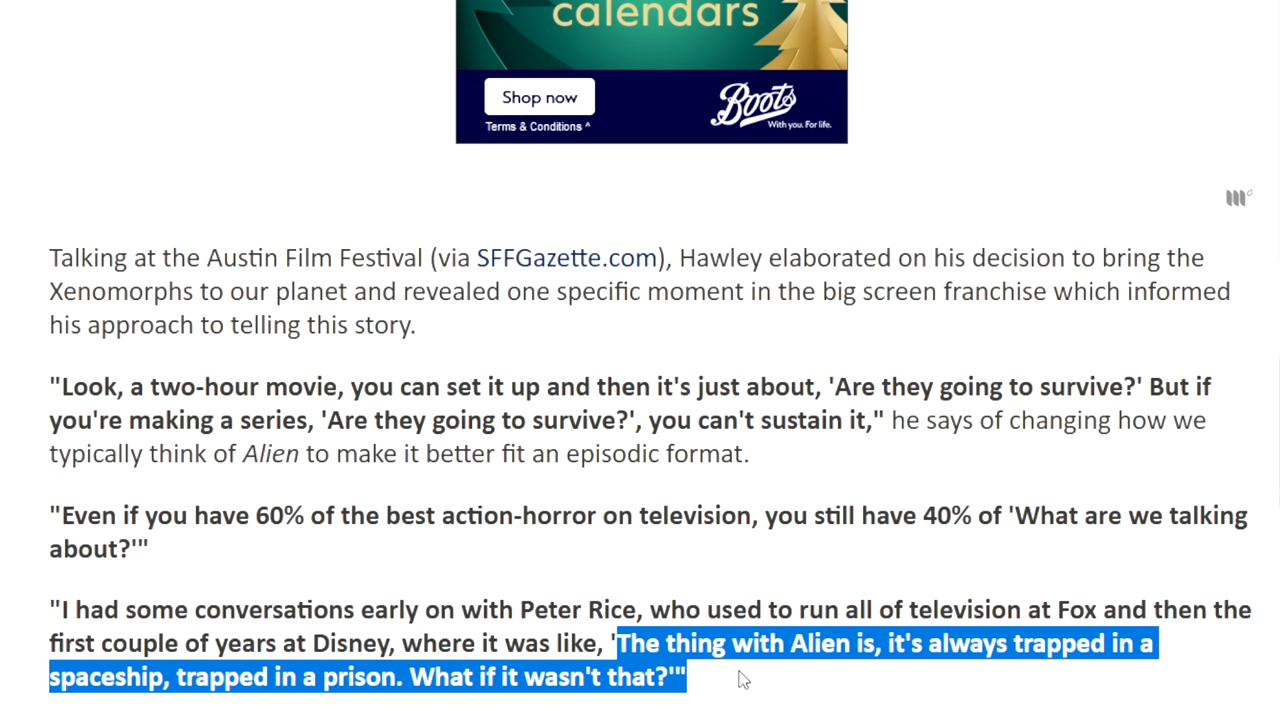 calendars
Shop now
Boots
Terms & Conditions ^
With you. For life.
Talking at the Austin Film Festival (via SFFGazette.com), Hawley elaborated on his decision to bring the
Xenomorphs to our planet and revealed one specific moment in the big screen franchise which informed
his approach to telling this story.
"Look, a two-hour movie, you can set it up and then it's just about, 'Are they going to survive?' But if
you're making a series, 'Are they going to survive?', you can't sustain it," he says of changing how we
typically think of Alien to make it better fit an episodic format.
"Even if you have 60% of the best action-horror on television, you still have 40% of 'What are we talking
about?'"
"I had some conversations early on with Peter Rice, who used to run all of television at Fox and then the
first couple of years at Disney, where it was like, 'The thing with Alien is, it's always trapped in a
spaceship, trapped in a prison. What if it wasn't that?'"